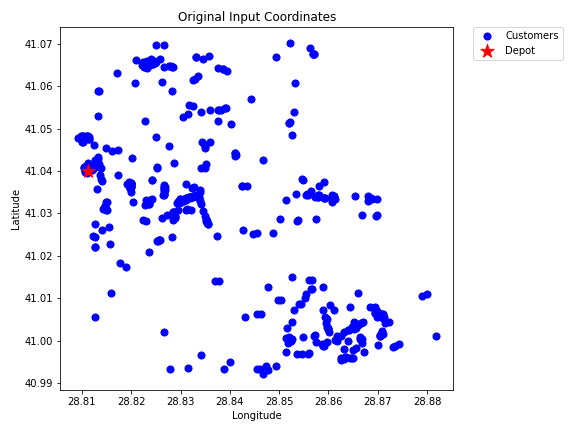 Original Input Coordinates
Customers
Depot
41.07
41.06
41.05
41.04
41.03
41.02
41.01
41.00
40.99
Latitude
28.81 28.82 28.83 28.84 28.85 28.86 28.87 28.88
Longitude